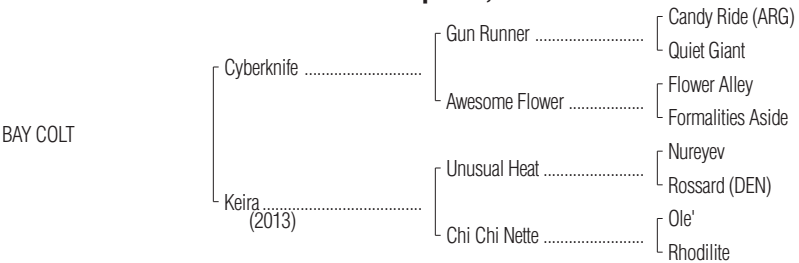 Candy Ride (ARG)
Gun Runner ........................
Quiet Giant
Cyberknife ..........................
Flower Alley
Awesome Flower .................
Formalities Aside
BAY COLT
Nureyev
Unusual Heat ......................
Rossard (DEN)
Keira ...................................
(2013)
Ole'
Chi Chi Nette ......................
Rhodilite